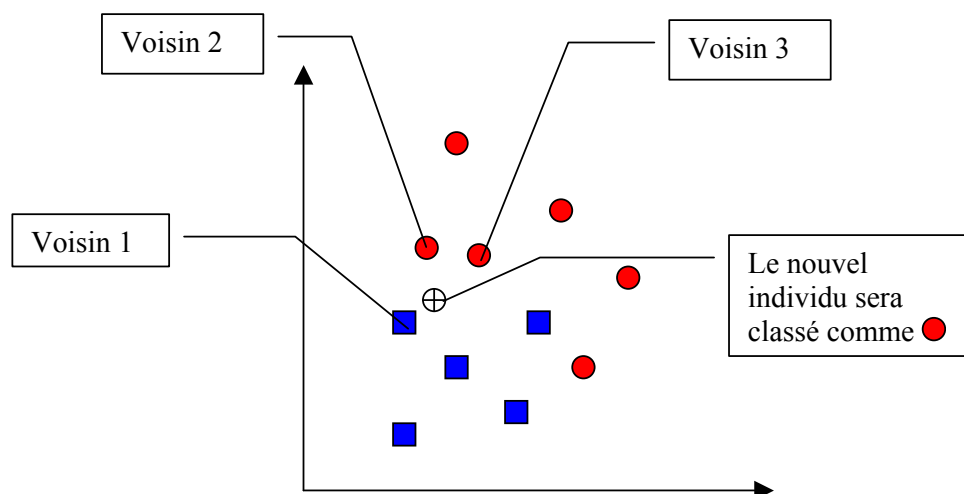 Voisin 2
Voisin 3
Voisin 1
Le nouvel
individu sera
classé comme